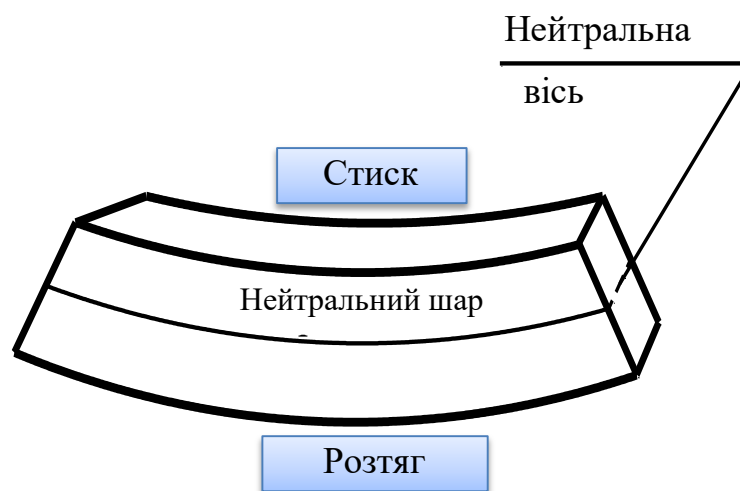 Нейтральна
вісь
Стиск
Нейтральний шар
Розтяг